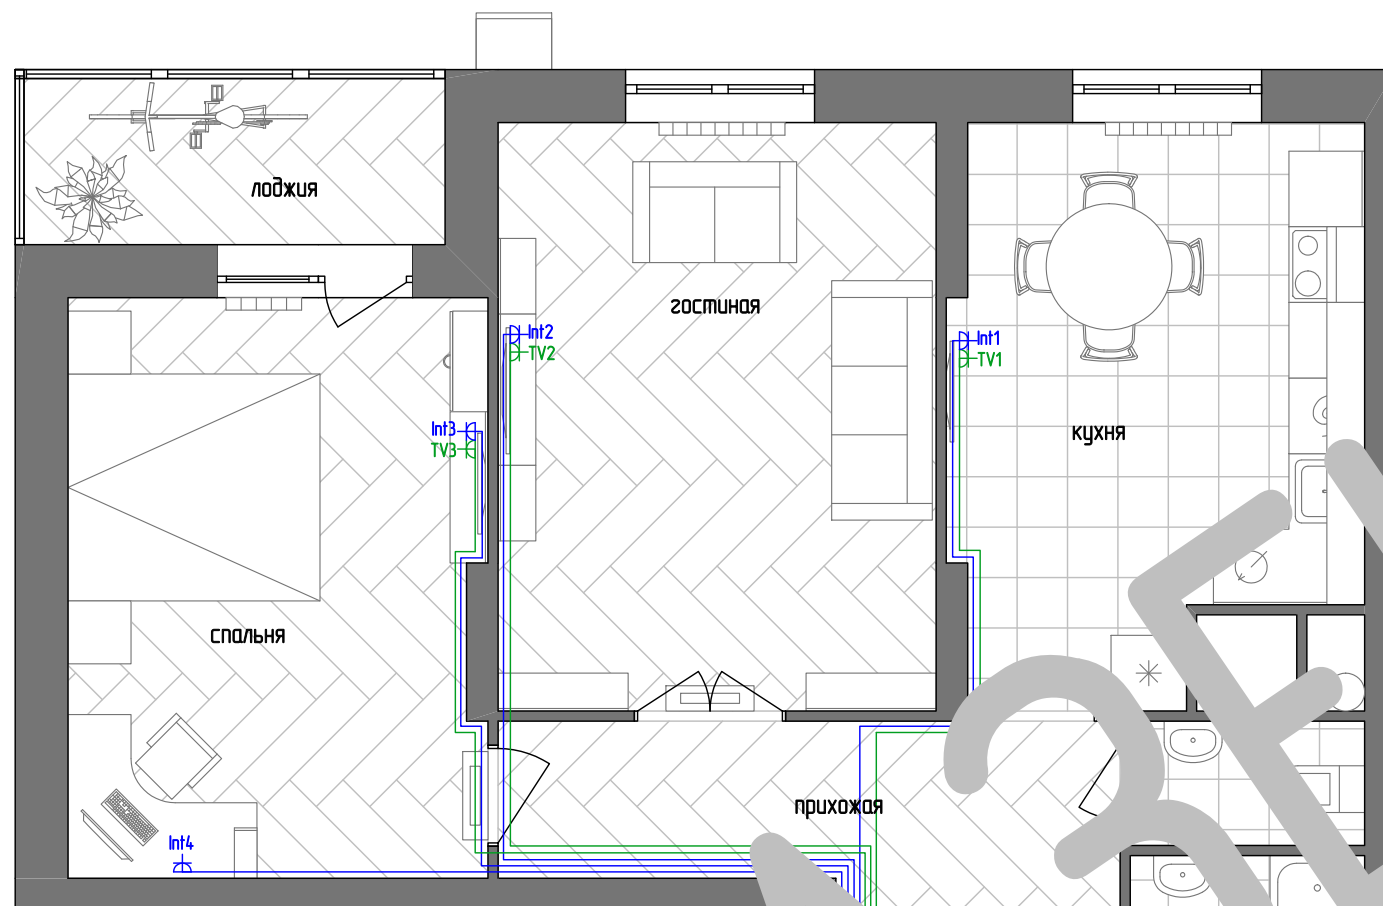 лоджия
гостиная
Int2
TV2
Int1
TV1
Int3
TV3
кухня
спальня
прихожая
Int4